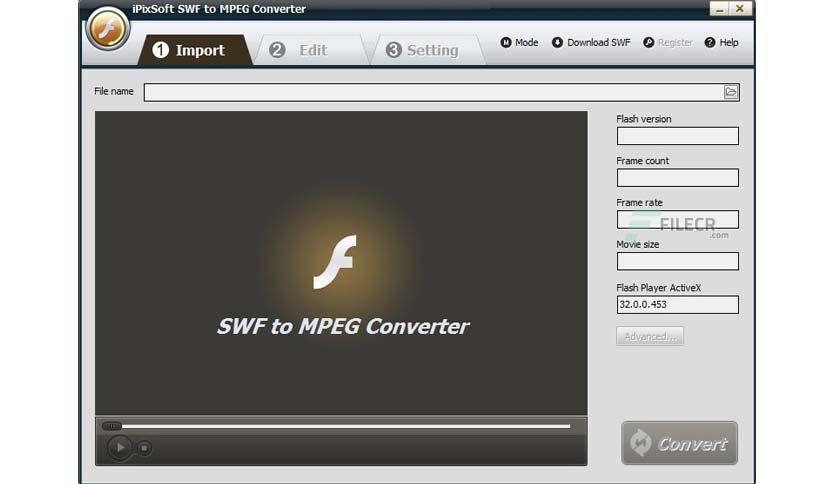 iPixSoft SWF to MPEG Converter
1 Import
2 Edit
3 Setting
Mode
Download SWF
Register
? Help
File name
Flash version
Frame count
Frame rate
FILECR
.com
Movie size
Flash Player ActiveX
32.0.0.453
Advanced...
SWF to MPEG Converter
Convert